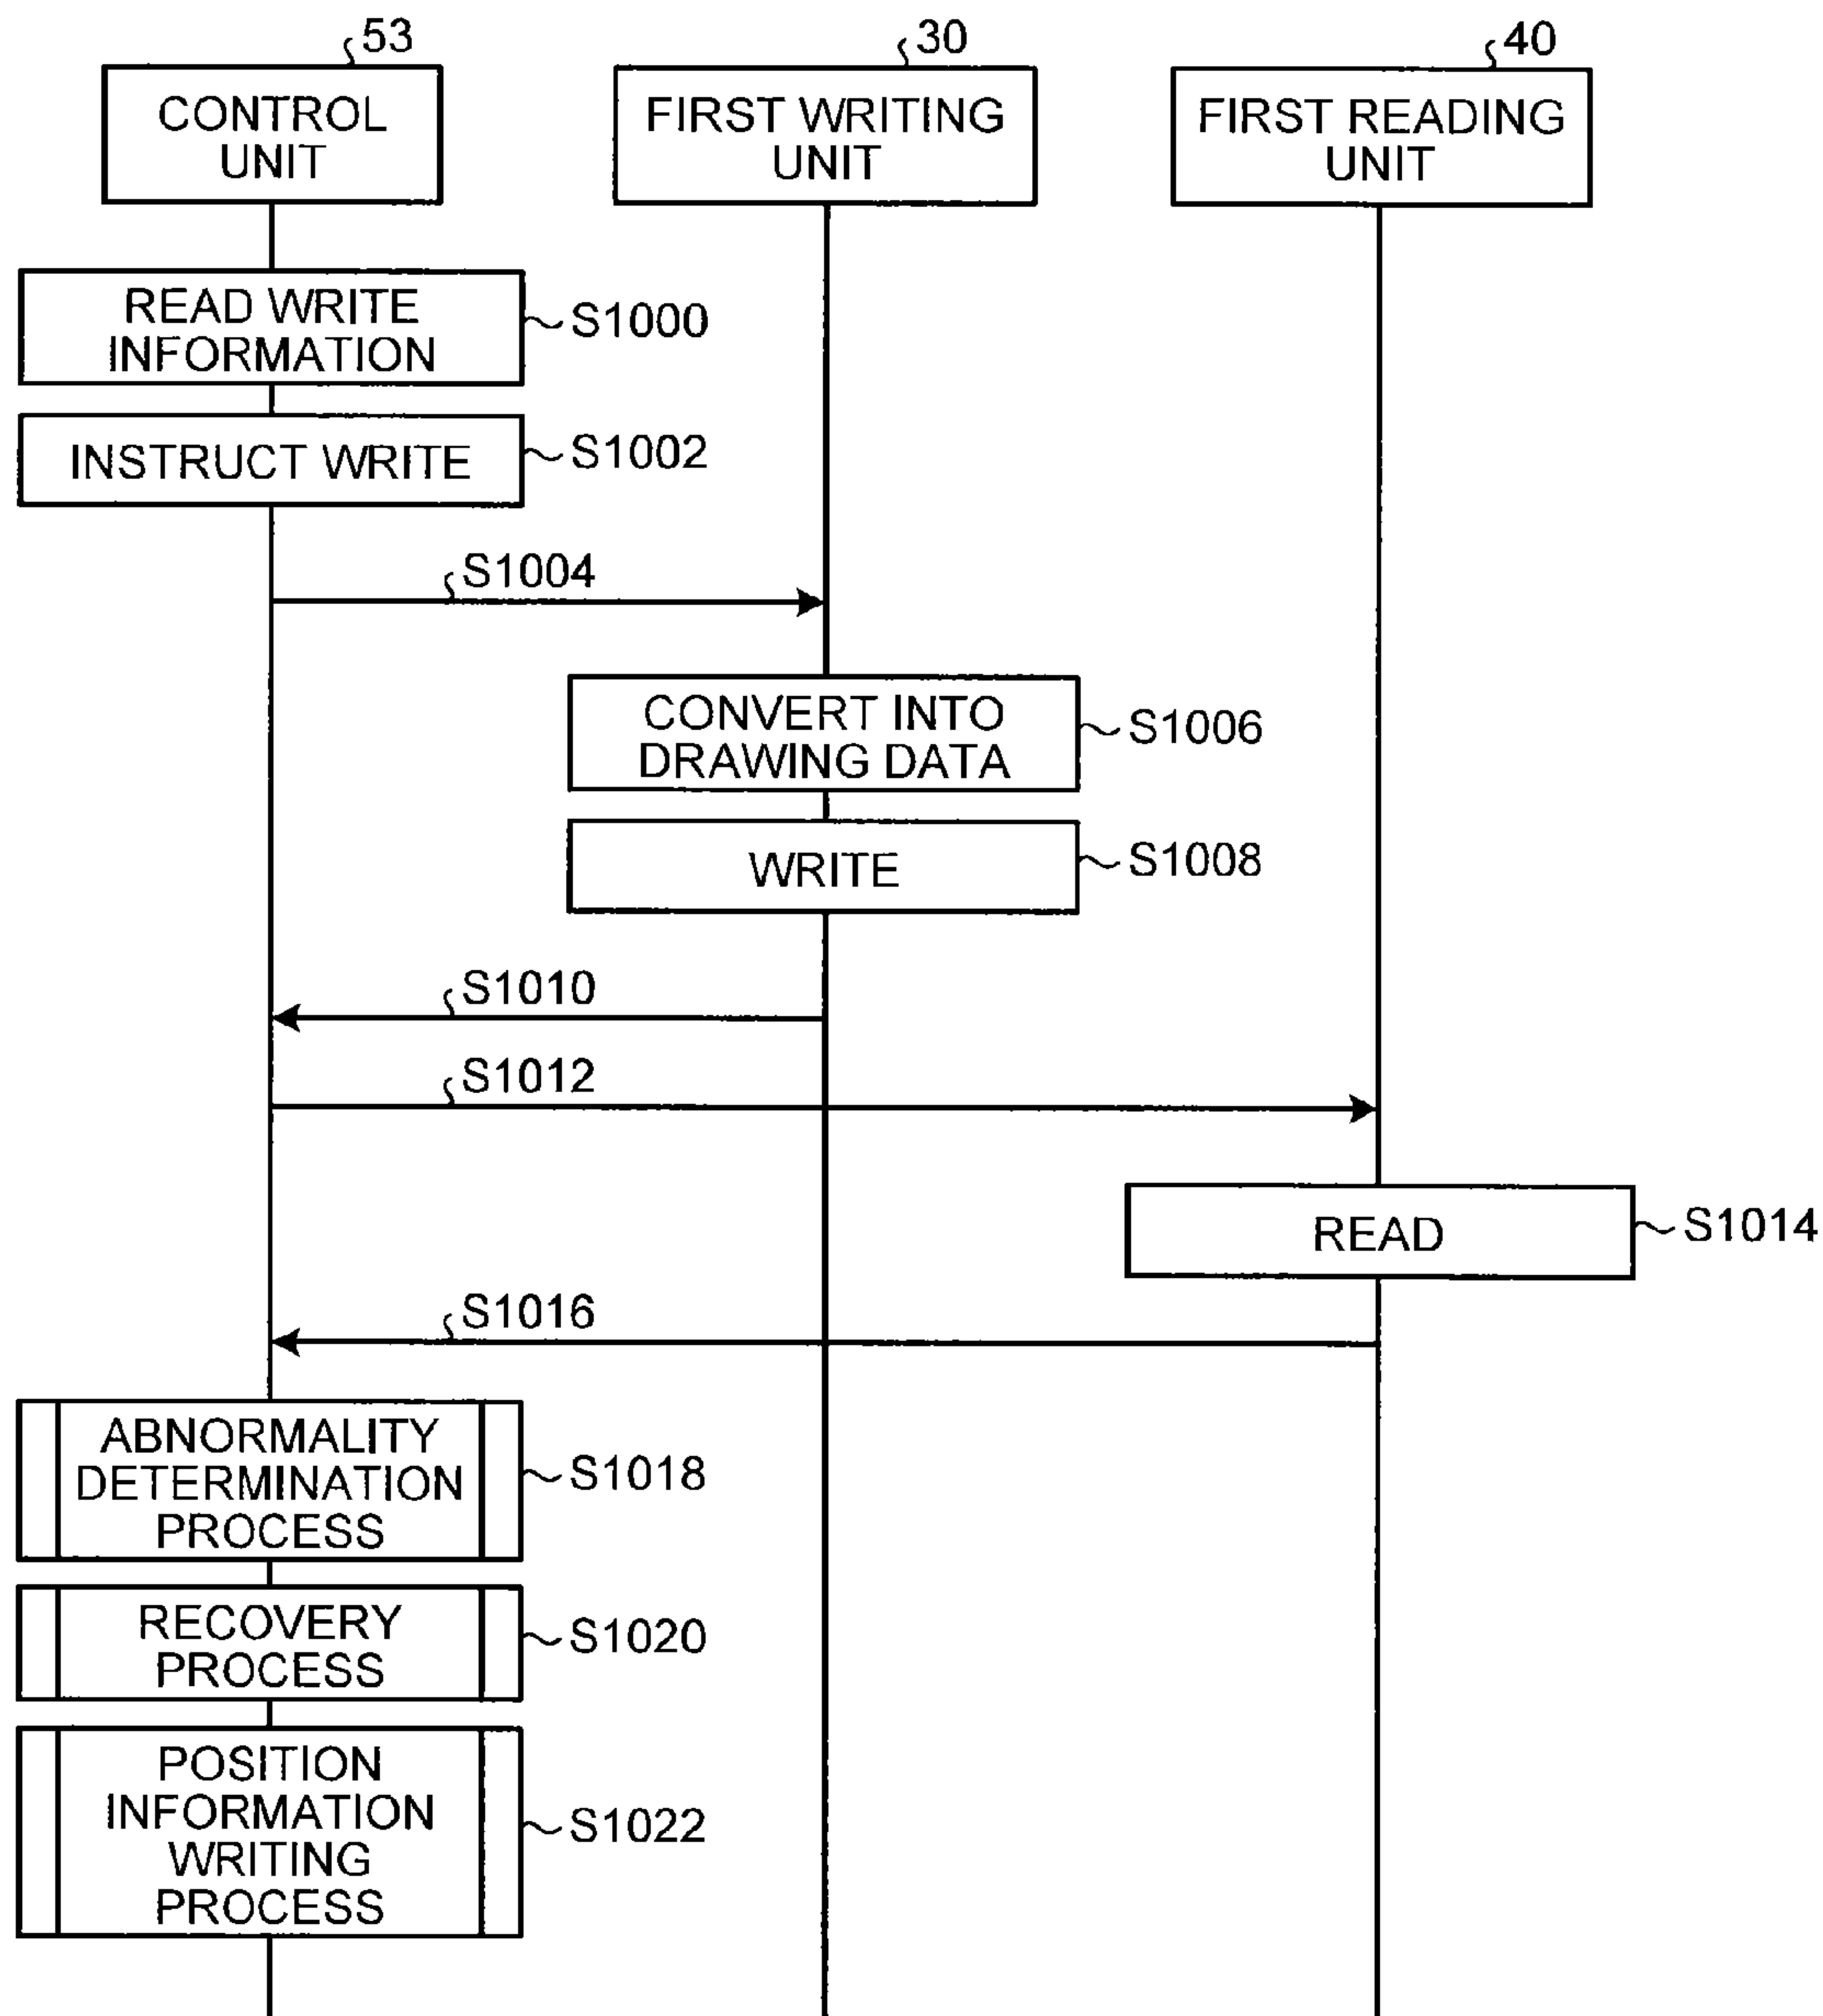 53
CONTROL
UNIT
30
FIRST WRITING
UNIT
40
FIRST READING
UNIT
READ WRITE
INFORMATION
S1000
INSTRUCT WRITE
S1002
S1004
CONVERT INTO
DRAWING DATA
S1006
WRITE
S1008
S1010
S1012
READ
S1014
S1016
ABNORMALITY
DETERMINATION
PROCESS
S1018
RECOVERY
PROCESS
S1020
POSITION
INFORMATION
WRITING
PROCESS
S1022